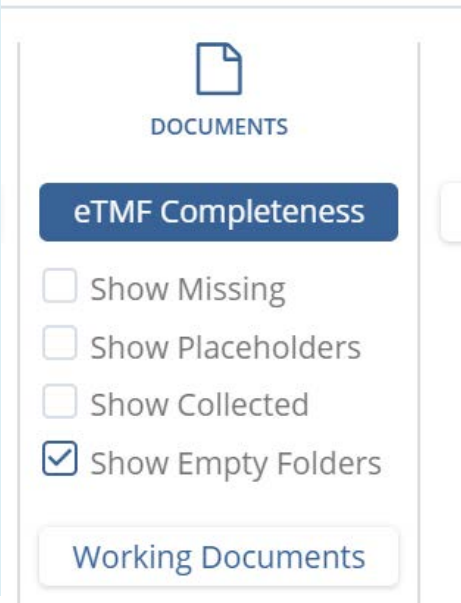 DOCUMENTS
eTMF Completeness
Show Missing
Show Placeholders
Show Collected
Show Empty Folders
Working Documents